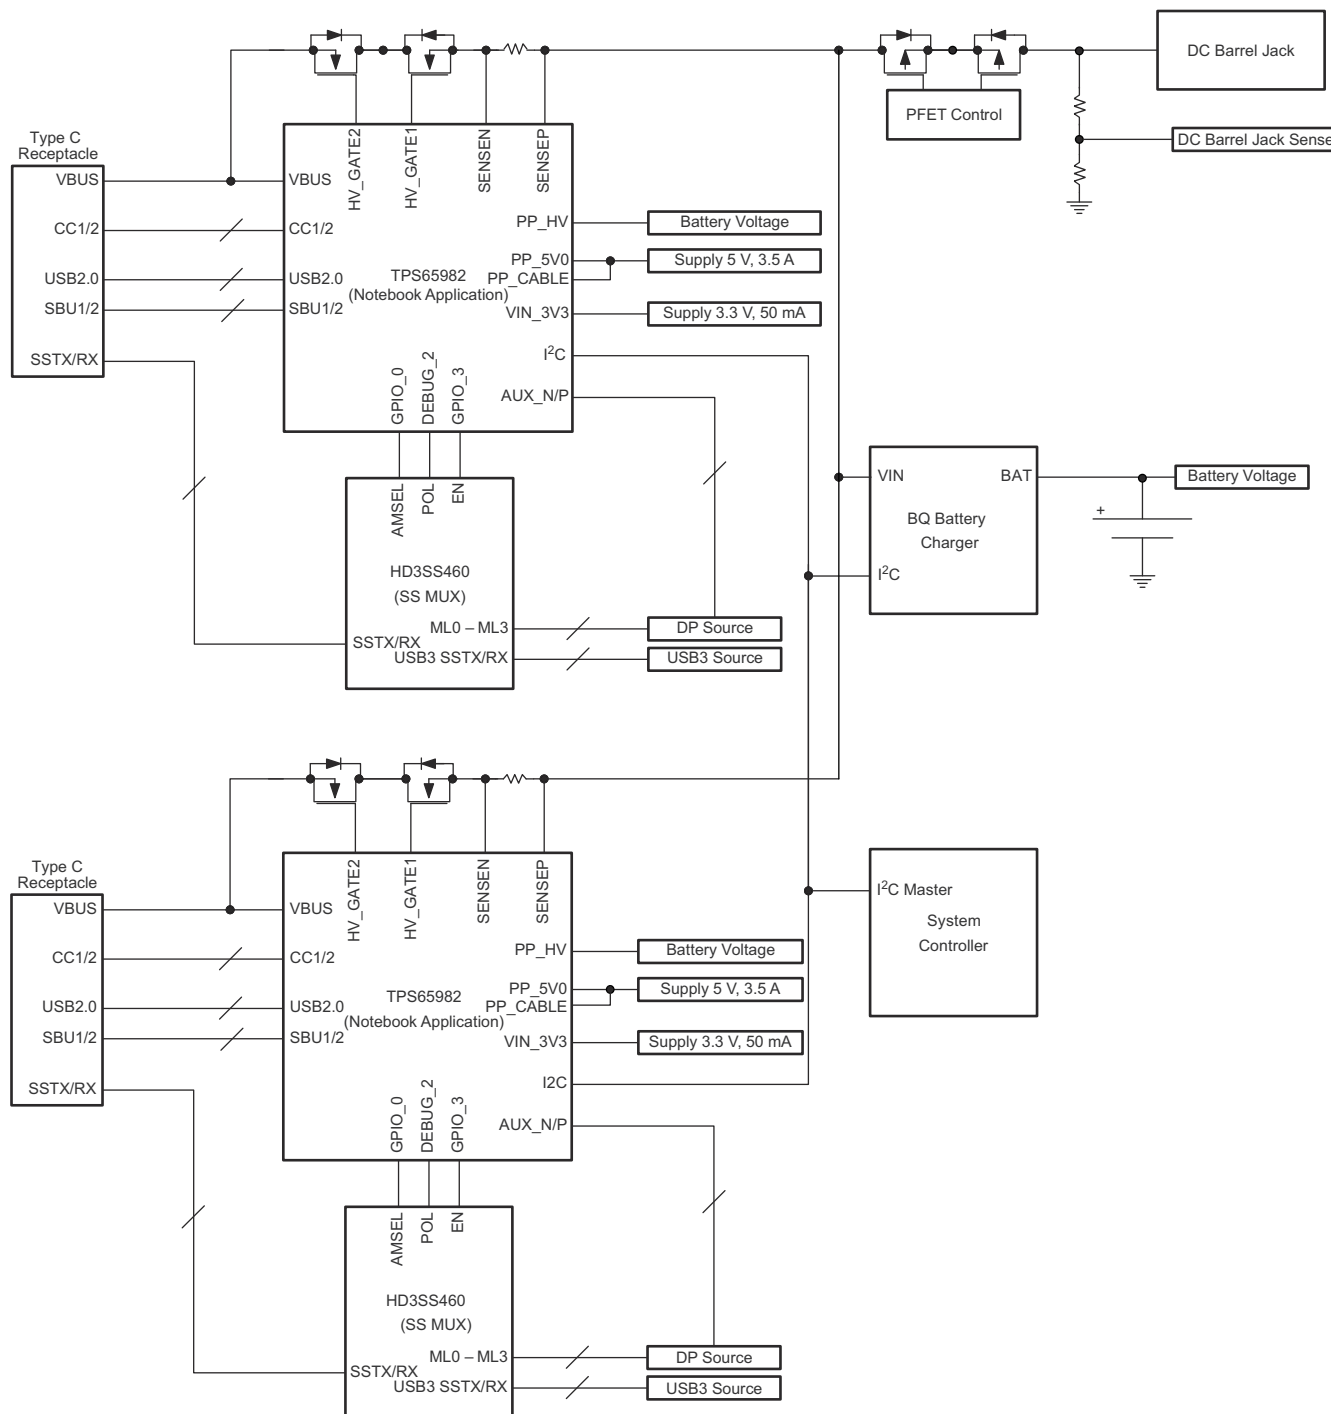 DC Barrel Jack
PFET Control
DC Barrel Jack Sense
Type C
Receptacle
VBUS
CC1/2
USB2.0
SBU1/2
SSTX/RX
HV_GATE2
HV_GATE1
SENSEN
SENSEP
VBUS
CC1/2
USB2.0
SBU1/2
TPS65982
(Notebook Application)
PP_HV
PP_5V0
PP_CABLE
VIN_3V3
I²C
AUX_N/P
GPIO_0
DEBUG_2
GPIO_3
Battery Voltage
Supply 5 V, 3.5 A
Supply 3.3 V, 50 mA
AMSEL
POL
EN
HD3SS460
(SS MUX)
ML0 – ML3
SSTX/RX
USB3 SSTX/RX
DP Source
USB3 Source
VIN
BAT
BQ Battery
Charger
I²C
Battery Voltage
+
Type C
Receptacle
VBUS
CC1/2
USB2.0
SBU1/2
SSTX/RX
HV_GATE2
HV_GATE1
SENSEN
SENSEP
VBUS
CC1/2
USB2.0
SBU1/2
TPS65982
(Notebook Application)
PP_HV
PP_5V0
PP_CABLE
VIN_3V3
I2C
AUX_N/P
GPIO_0
DEBUG_2
GPIO_3
Battery Voltage
Supply 5 V, 3.5 A
Supply 3.3 V, 50 mA
I²C Master
System
Controller
AMSEL
POL
EN
HD3SS460
(SS MUX)
ML0 – ML3
SSTX/RX
USB3 SSTX/RX
DP Source
USB3 Source